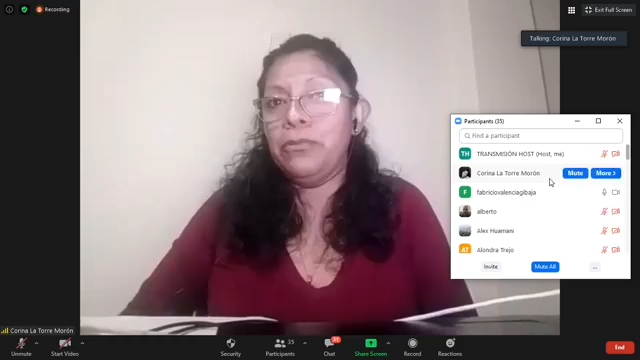 Recording
Exit Full Screen
Talking: Corina La Torre Morón
Participants (35)
Find a participant
TH TRANSMISIÓN HOST (Host, me)
Corina La Torre Morón Mute More >
F fabriciovalenciagibaja
alberto
Alex Huamani
AT Alondra Trejo
Invite Mute All ...
Corina La Torre Morón
35
Unmute Start Video Security Participants Chat Share Screen Record Reactions End